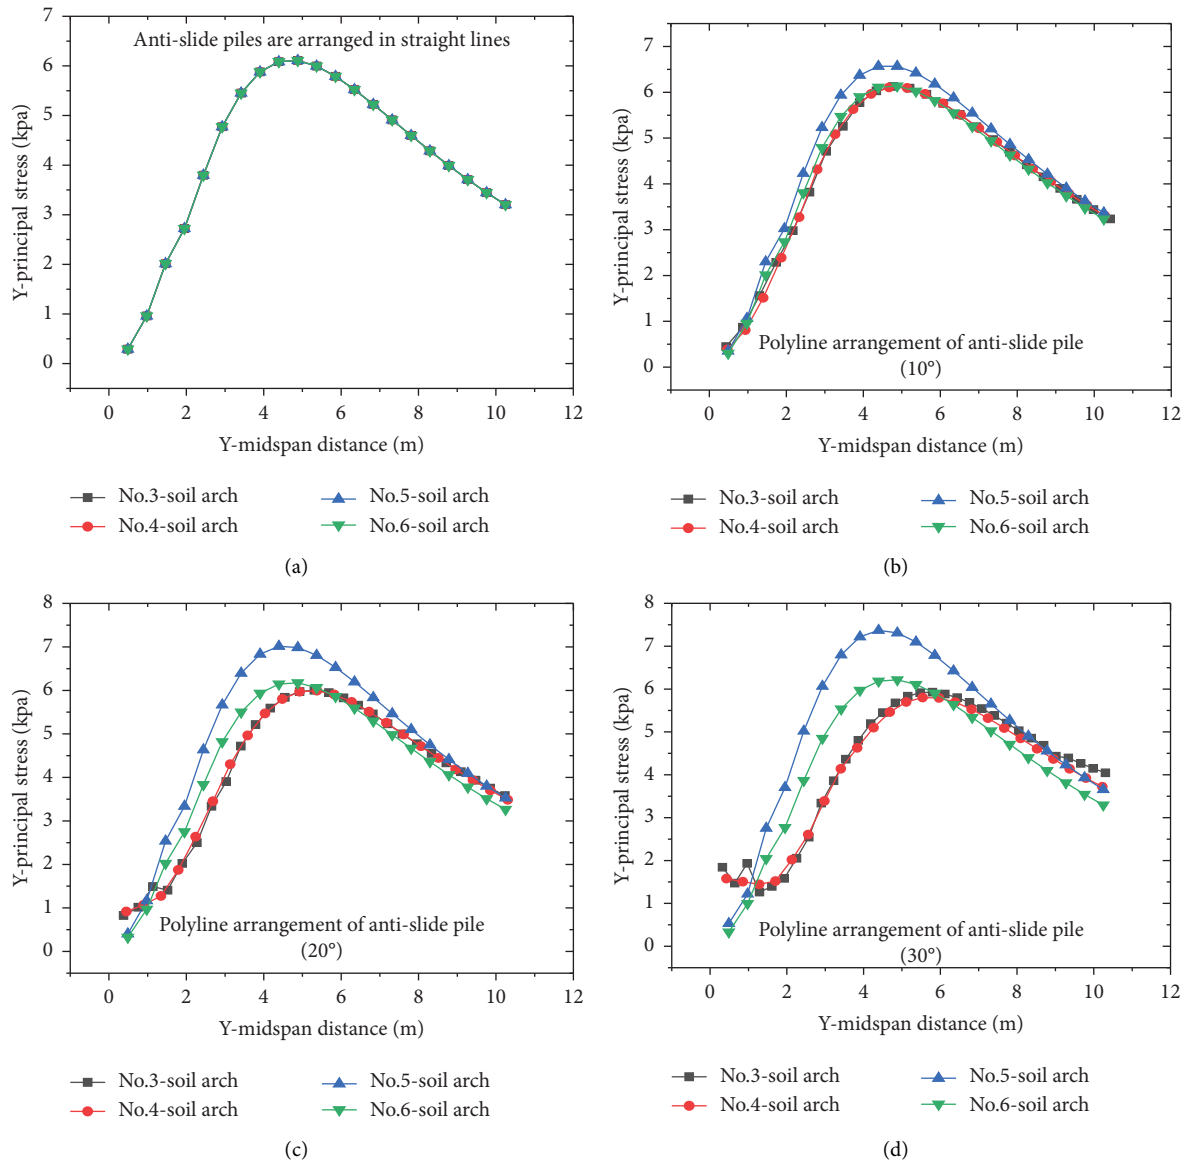 Anti-slide piles are arranged in straight lines
Y-principal stress (kpa)
7
6
5
4
3
2
1
0
0 2 4 6 8 10 12
Y-midspan distance (m)
No.3-soil arch No.5-soil arch
No.4-soil arch No.6-soil arch
(a)
Y-principal stress (kpa)
7
6
5
4
3
2
1
0
Polyline arrangement of anti-slide pile
(10°)
0 2 4 6 8 10 12
Y-midspan distance (m)
No.3-soil arch No.5-soil arch
No.4-soil arch No.6-soil arch
(b)
Y-principal stress (kpa)
8
7
6
5
4
3
2
1
0
Polyline arrangement of anti-slide pile
(20°)
0 2 4 6 8 10 12
Y-midspan distance (m)
No.3-soil arch No.5-soil arch
No.4-soil arch No.6-soil arch
(c)
Y-principal stress (kpa)
8
7
6
5
4
3
2
1
0
Polyline arrangement of anti-slide pile
(30°)
0 2 4 6 8 10 12
Y-midspan distance (m)
No.3-soil arch No.5-soil arch
No.4-soil arch No.6-soil arch
(d)